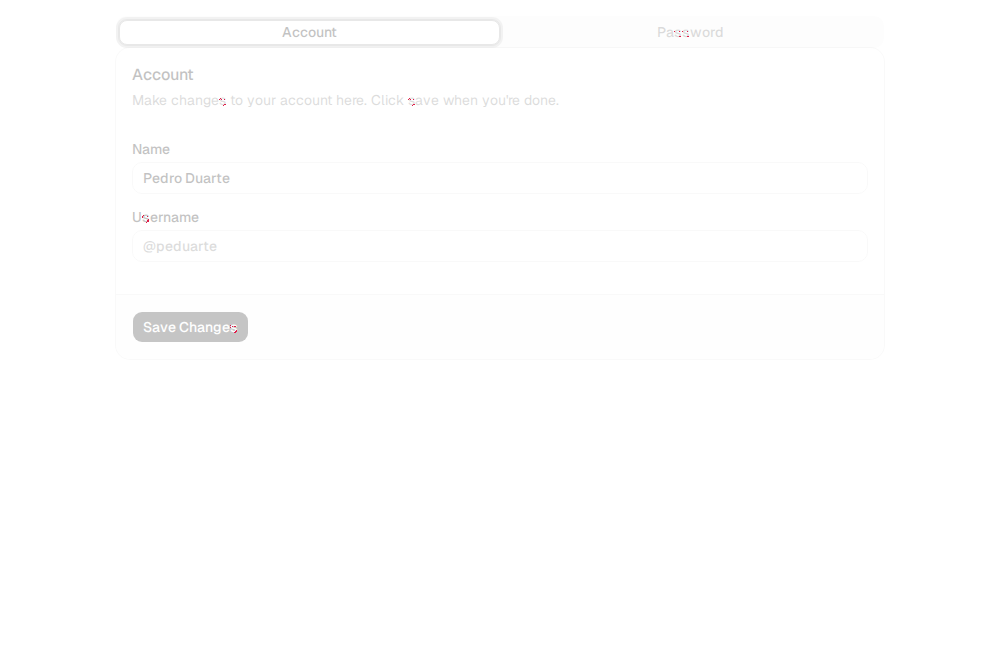 Account
Password
Account
Make changes to your account here. Click save when you're done.
Name
Pedro Duarte
Username
@peduarte
Save Changes